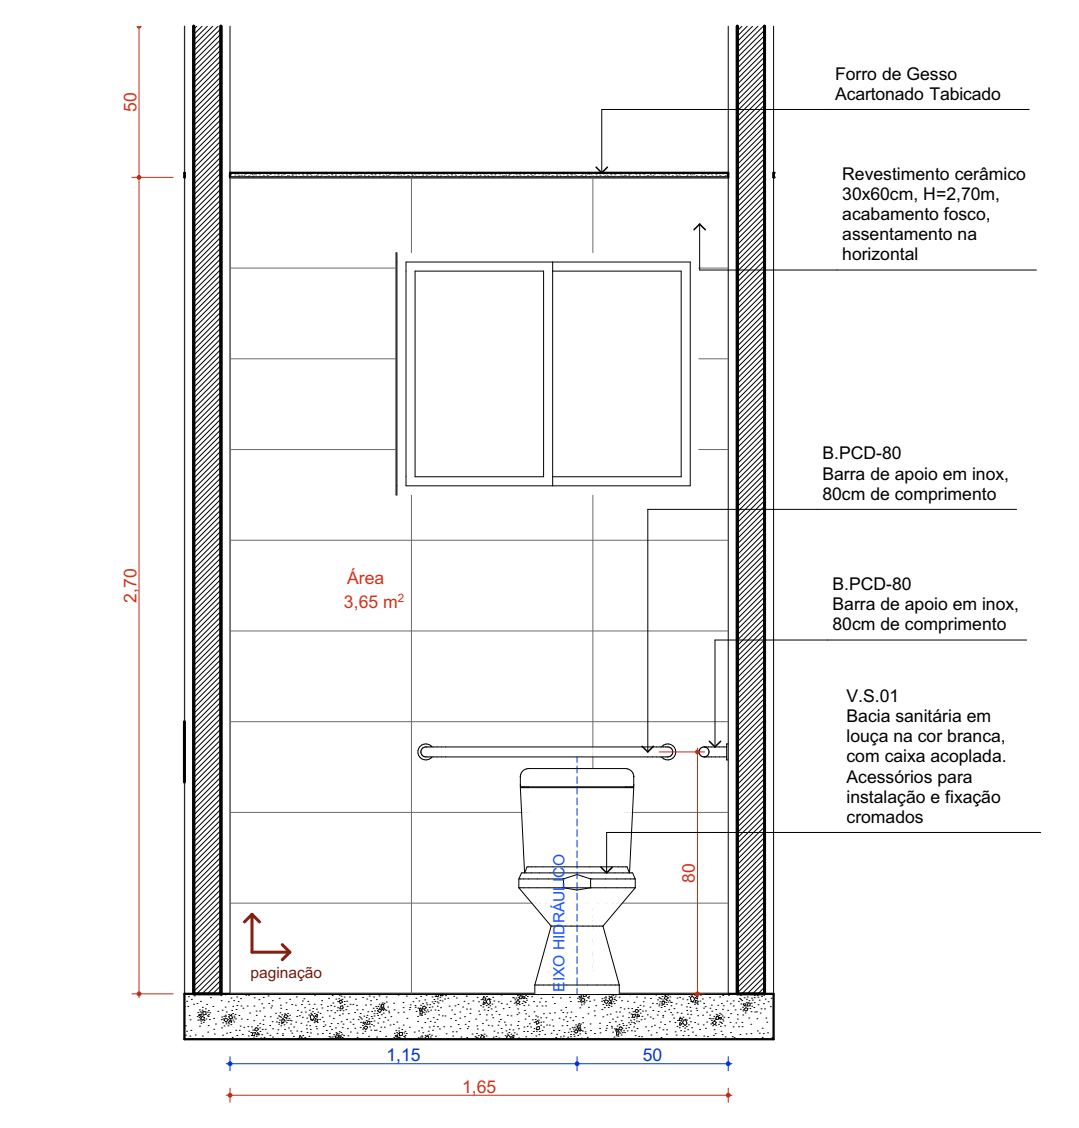 50
Forro de Gesso
Acartonado Tabicado
Revestimento cerâmico
30x60cm, H=2,70m,
acabamento fosco,
assentamento na
horizontal
B.PCD-80
Barra de apoio em inox,
80cm de comprimento
2,70
Área
3,65 m²
B.PCD-80
Barra de apoio em inox,
80cm de comprimento
V.S.01
Bacia sanitária em
louça na cor branca,
com caixa acoplada.
Acessórios para
instalação e fixação
cromados
80
EIXO HIDRÁULICO
paginação
1,15
50
1,65